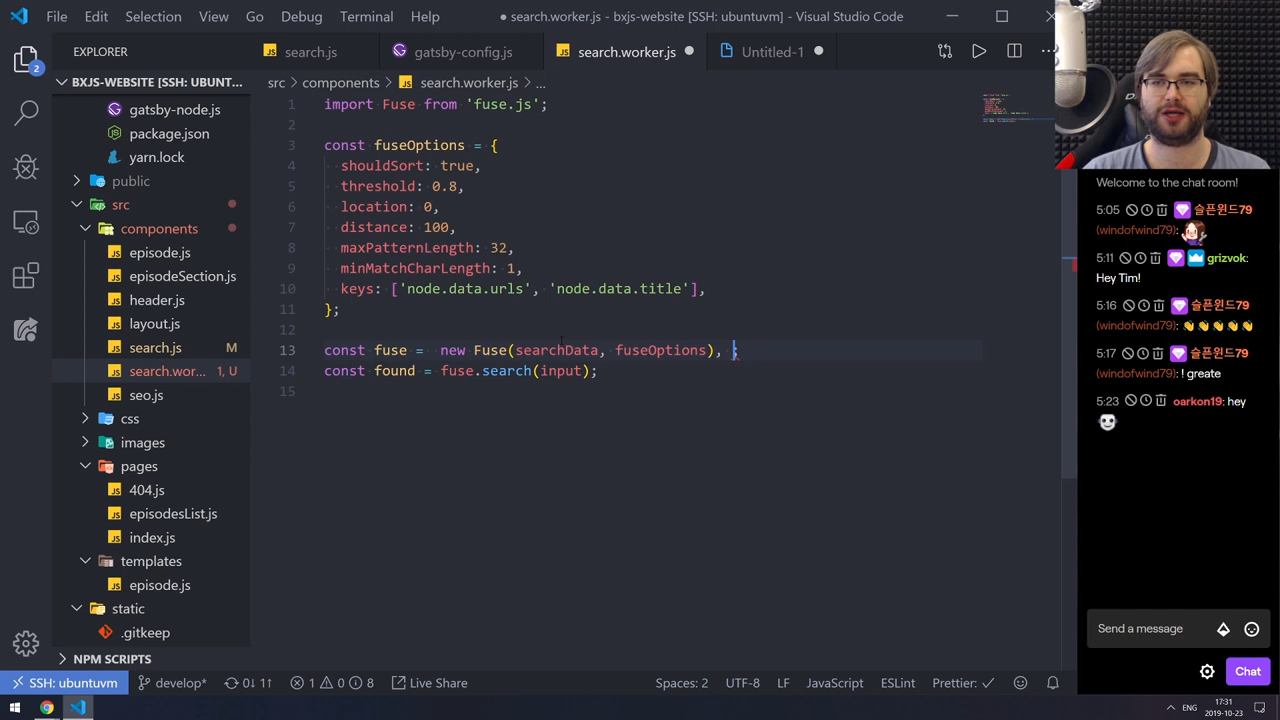 File Edit Selection View Go Debug Terminal Help
● search.worker.js - bxjs-website [SSH: ubuntuvm] - Visual Studio Code
EXPLORER
search.js
gatsby-config.js
search.worker.js
Untitled-1
BXJS-WEBSITE [SSH: UBUNT...
src > components > search.worker.js > ...
gatsby-node.js
package.json
yarn.lock
public
src
components
episode.js
episodeSection.js
header.js
layout.js
search.js M
search.wor... 1, U
seo.js
css
images
pages
404.js
episodesList.js
index.js
templates
episode.js
static
.gitkeep
NPM SCRIPTS
2
1 import Fuse from 'fuse.js';
2
3 const fuseOptions = {
4 shouldSort: true,
5 threshold: 0.8,
6 location: 0,
7 distance: 100,
8 maxPatternLength: 32,
9 minMatchCharLength: 1,
10 keys: ['node.data.urls', 'node.data.title'],
11 };
12
13 const fuse = new Fuse(searchData, fuseOptions), ;
14 const found = fuse.search(input);
15
Welcome to the chat room!
5:05 슬픈윈드79
(windofwind79):
5:11 grizvok:
Hey Tim!
5:16 슬픈윈드79
(windofwind79): 👏👏👏👏👏
5:17 슬픈윈드79
(windofwind79): ! greate
5:23 oarkon19: hey
Send a message
Chat
SSH: ubuntuvm
develop*
0↓ 1↑
1 0 8
Live Share
Spaces: 2 UTF-8 LF JavaScript ESLint Prettier: ✓
ENG
17:31
2019-10-23